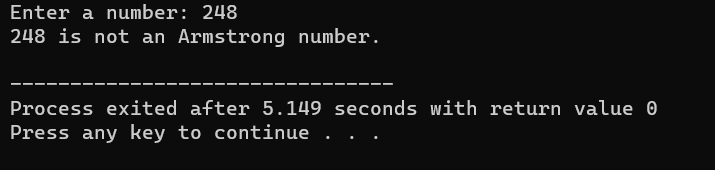 Enter a number: 248
248 is not an Armstrong number.
--------------------------------
Process exited after 5.149 seconds with return value 0
Press any key to continue . . .